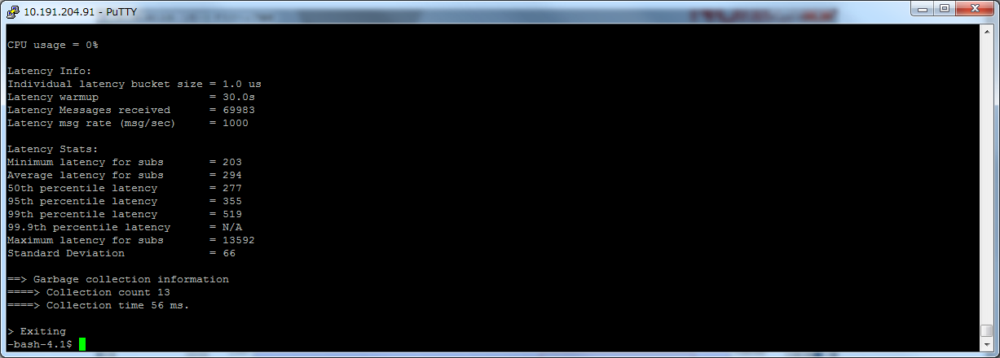 10.191.204.91 - PuTTY
CPU usage = 0%
Latency Info:
Individual latency bucket size = 1.0 us
Latency warmup                 = 30.0s
Latency Messages received      = 69983
Latency msg rate (msg/sec)     = 1000
Latency Stats:
Minimum latency for subs       = 203
Average latency for subs       = 294
50th percentile latency        = 277
95th percentile latency        = 355
99th percentile latency        = 519
99.9th percentile latency      = N/A
Maximum latency for subs       = 13592
Standard Deviation             = 66
==> Garbage collection information
====> Collection count 13
====> Collection time 56 ms.
> Exiting
-bash-4.1$